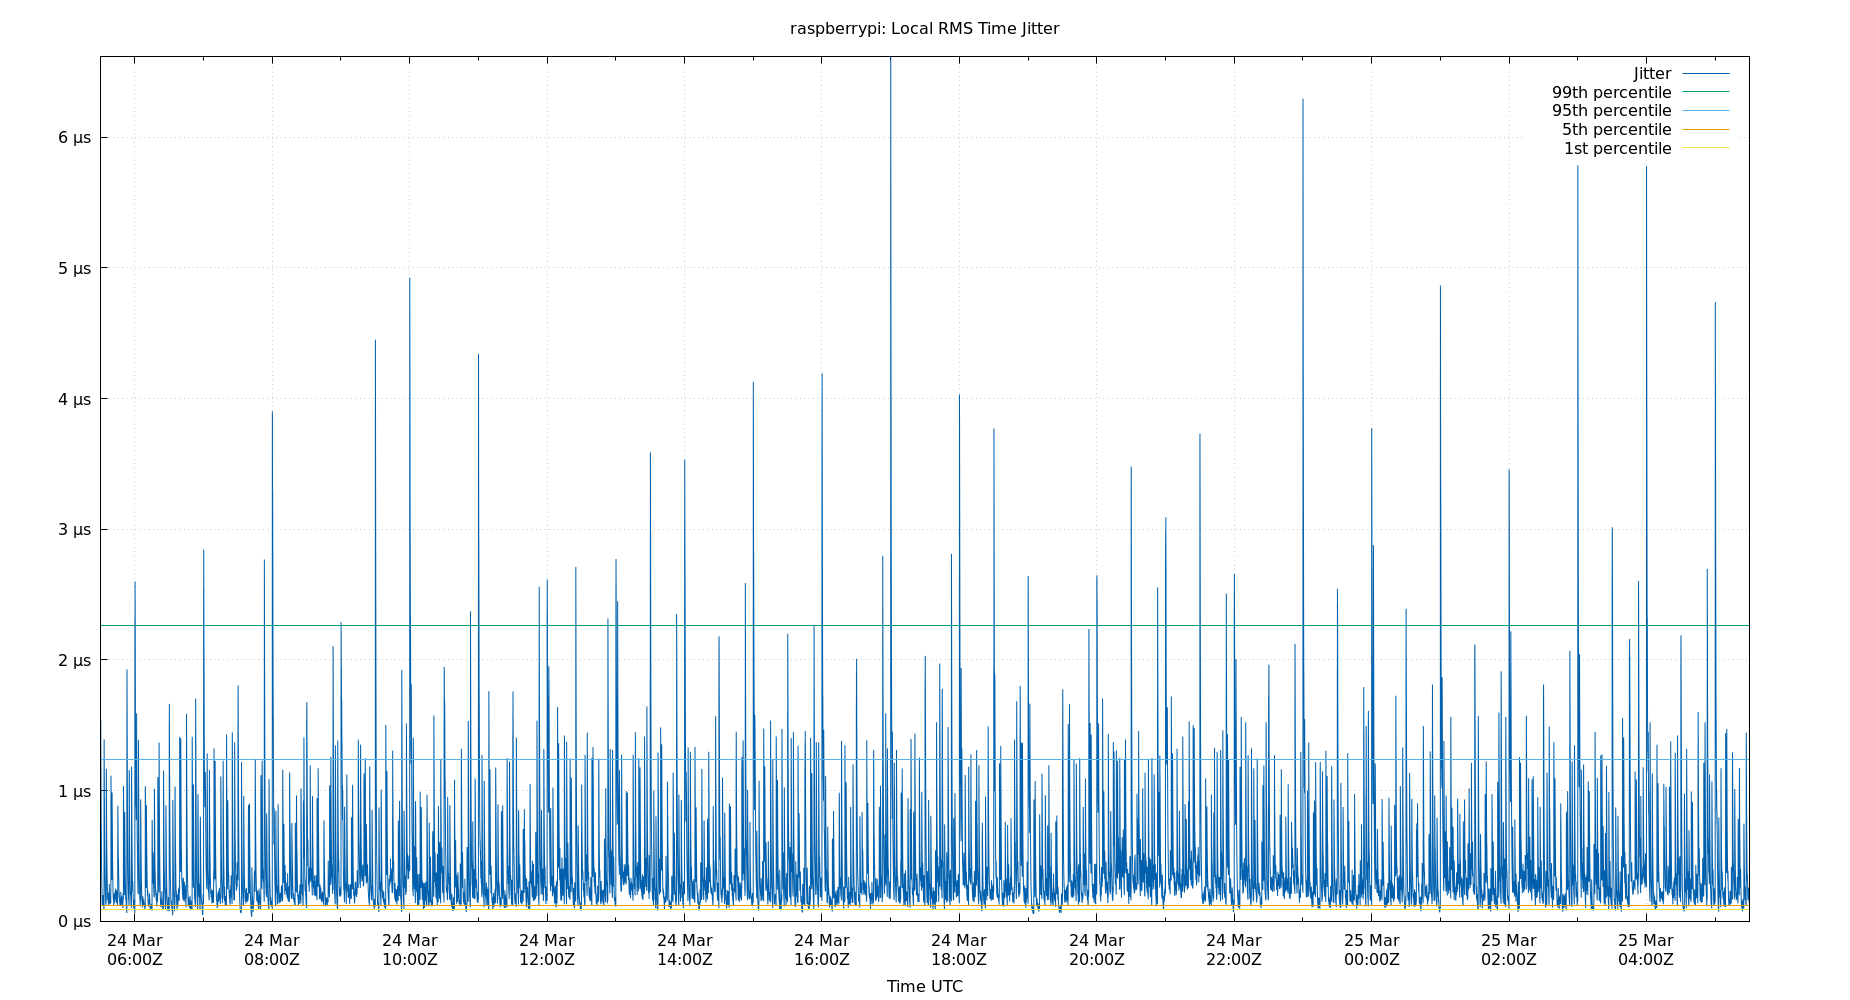 raspberrypi: Local RMS Time Jitter
Jitter
99th percentile
95th percentile
5th percentile
1st percentile
6 µs
5 µs
4 µs
3 µs
2 µs
1 µs
0 µs
24 Mar 24 Mar 24 Mar 24 Mar 24 Mar 24 Mar 24 Mar 24 Mar 24 Mar 25 Mar 25 Mar 25 Mar
06:00Z 08:00Z 10:00Z 12:00Z 14:00Z 16:00Z 18:00Z 20:00Z 22:00Z 00:00Z 02:00Z 04:00Z
Time UTC